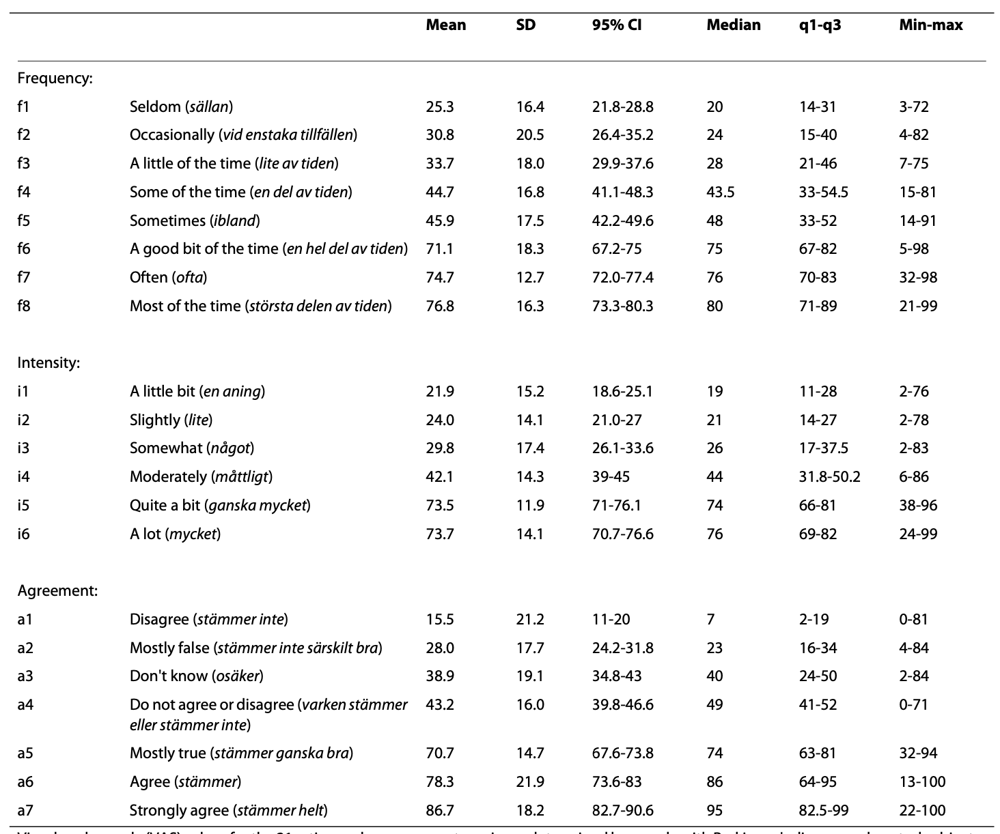 Mean SD 95% CI Median q1-q3 Min-max
Frequency:
f1 Seldom (sällan) 25.3 16.4 21.8-28.8 20 14-31 3-72
f2 Occasionally (vid enstaka tillfällen) 30.8 20.5 26.4-35.2 24 15-40 4-82
f3 A little of the time (lite av tiden) 33.7 18.0 29.9-37.6 28 21-46 7-75
f4 Some of the time (en del av tiden) 44.7 16.8 41.1-48.3 43.5 33-54.5 15-81
f5 Sometimes (ibland) 45.9 17.5 42.2-49.6 48 33-52 14-91
f6 A good bit of the time (en hel del av tiden) 71.1 18.3 67.2-75 75 67-82 5-98
f7 Often (ofta) 74.7 12.7 72.0-77.4 76 70-83 32-98
f8 Most of the time (största delen av tiden) 76.8 16.3 73.3-80.3 80 71-89 21-99
Intensity:
i1 A little bit (en aning) 21.9 15.2 18.6-25.1 19 11-28 2-76
i2 Slightly (lite) 24.0 14.1 21.0-27 21 14-27 2-78
i3 Somewhat (något) 29.8 17.4 26.1-33.6 26 17-37.5 2-83
i4 Moderately (måttligt) 42.1 14.3 39-45 44 31.8-50.2 6-86
i5 Quite a bit (ganska mycket) 73.5 11.9 71-76.1 74 66-81 38-96
i6 A lot (mycket) 73.7 14.1 70.7-76.6 76 69-82 24-99
Agreement:
a1 Disagree (stämmer inte) 15.5 21.2 11-20 7 2-19 0-81
a2 Mostly false (stämmer inte särskilt bra) 28.0 17.7 24.2-31.8 23 16-34 4-84
a3 Don't know (osäker) 38.9 19.1 34.8-43 40 24-50 2-84
a4 Do not agree or disagree (varken stämmer 43.2 16.0 39.8-46.6 49 41-52 0-71
eller stämmer inte)
a5 Mostly true (stämmer ganska bra) 70.7 14.7 67.6-73.8 74 63-81 32-94
a6 Agree (stämmer) 78.3 21.9 73.6-83 86 64-95 13-100
a7 Strongly agree (stämmer helt) 86.7 18.2 82.7-90.6 95 82.5-99 22-100